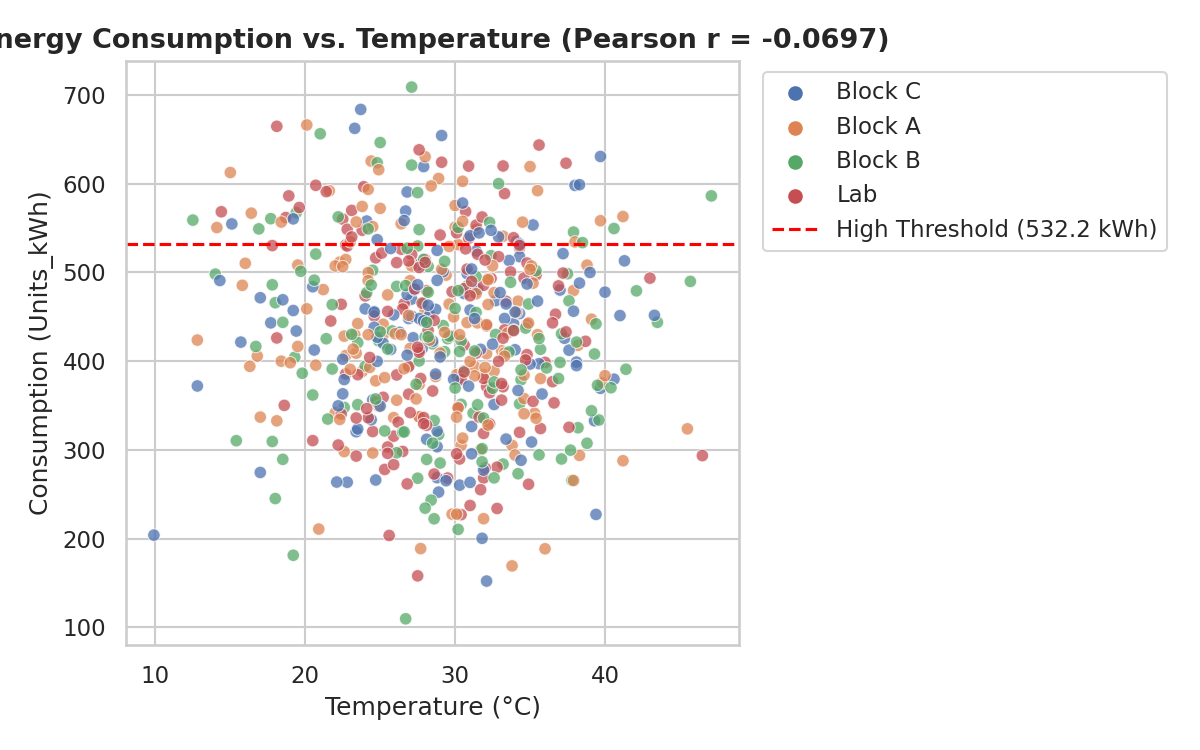 nergy Consumption vs. Temperature (Pearson r = -0.0697)
Block C
Block A
Block B
Lab
High Threshold (532.2 kWh)
Consumption (Units_kWh)
700
600
500
400
300
200
100
10
20
30
40
Temperature (°C)